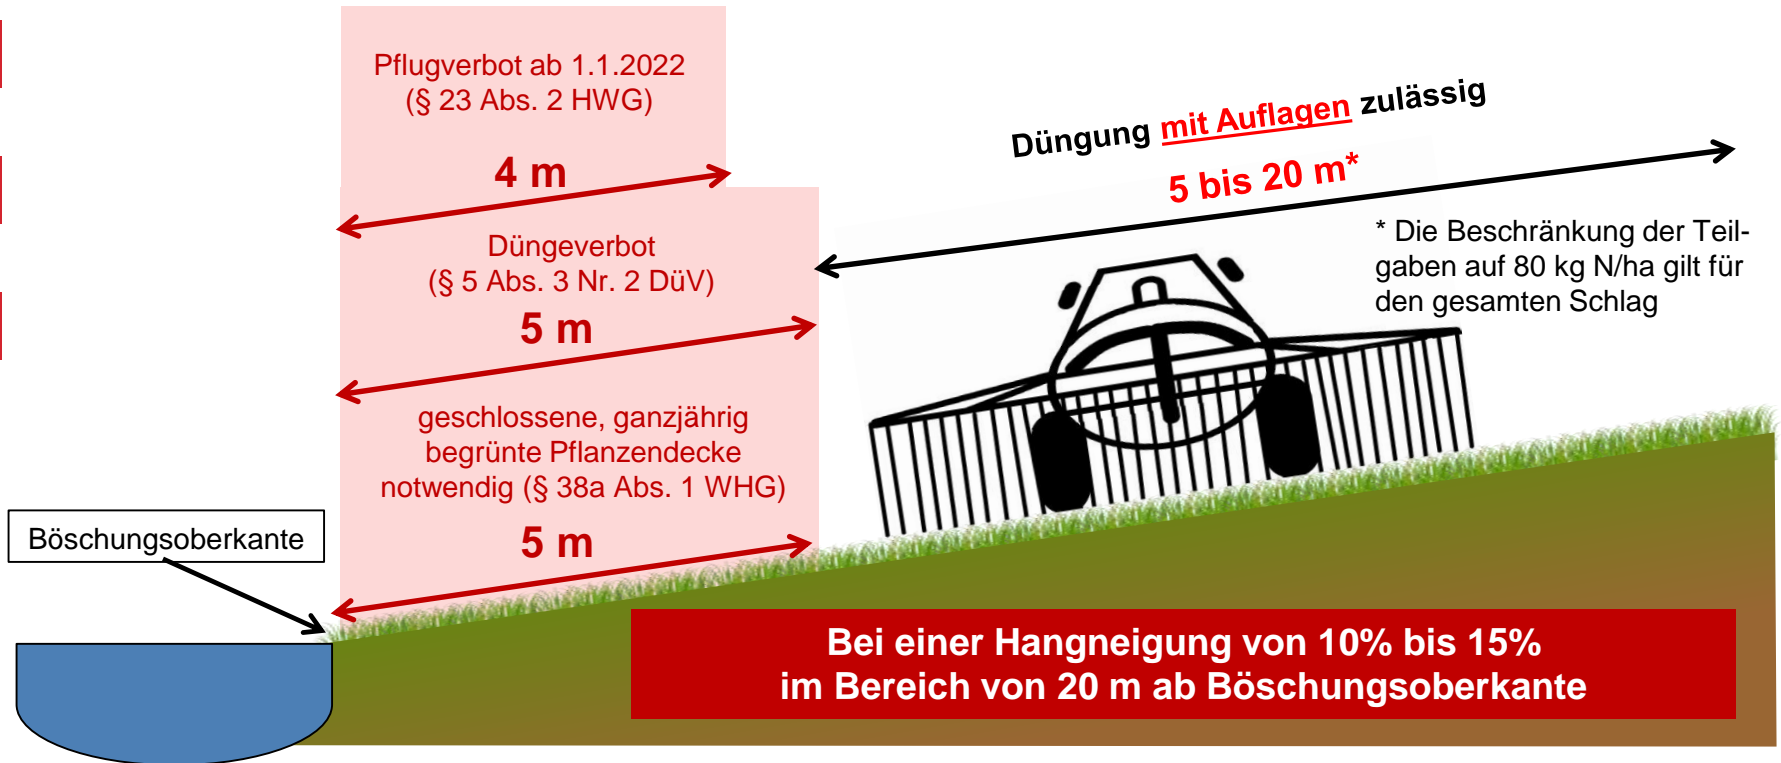 Pflugverbot ab 1.1.2022
(§ 23 Abs. 2 HWG)
4 m
Düngeverbot
(§ 5 Abs. 3 Nr. 2 DüV)
5 m
geschlossene, ganzjährig
begrünte Pflanzendecke
notwendig (§ 38a Abs. 1 WHG)
5 m
Böschungsoberkante
Düngung mit Auflagen zulässig
5 bis 20 m*
* Die Beschränkung der Teil-
gaben auf 80 kg N/ha gilt für
den gesamten Schlag
Bei einer Hangneigung von 10% bis 15%
im Bereich von 20 m ab Böschungsoberkante